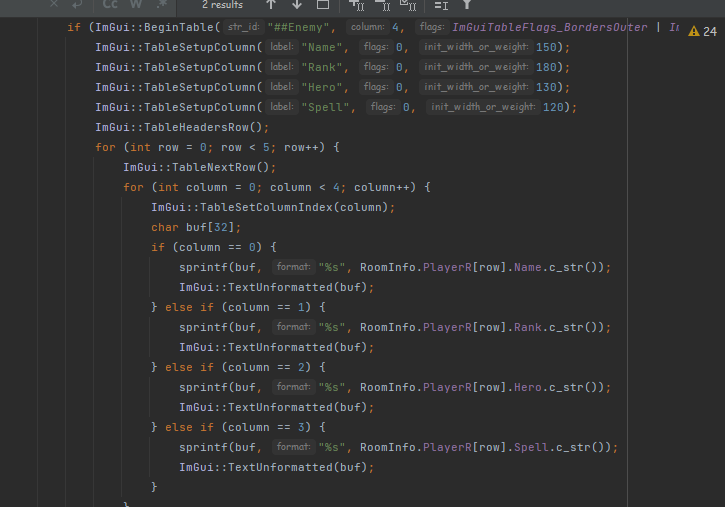 Cc W .* 2 results
if (ImGui::BeginTable( str_id: "##Enemy", column: 4, flags: ImGuiTableFlags_BordersOuter | 24
ImGui::TableSetupColumn( label: "Name", flags: 0, init_width_or_weight: 150);
ImGui::TableSetupColumn( label: "Rank", flags: 0, init_width_or_weight: 180);
ImGui::TableSetupColumn( label: "Hero", flags: 0, init_width_or_weight: 130);
ImGui::TableSetupColumn( label: "Spell", flags: 0, init_width_or_weight: 120);
ImGui::TableHeadersRow();
for (int row = 0; row < 5; row++) {
ImGui::TableNextRow();
for (int column = 0; column < 4; column++) {
ImGui::TableSetColumnIndex(column);
char buf[32];
if (column == 0) {
sprintf(buf, format: "%s", RoomInfo.PlayerR[row].Name.c_str());
ImGui::TextUnformatted(buf);
} else if (column == 1) {
sprintf(buf, format: "%s", RoomInfo.PlayerR[row].Rank.c_str());
ImGui::TextUnformatted(buf);
} else if (column == 2) {
sprintf(buf, format: "%s", RoomInfo.PlayerR[row].Hero.c_str());
ImGui::TextUnformatted(buf);
} else if (column == 3) {
sprintf(buf, format: "%s", RoomInfo.PlayerR[row].Spell.c_str());
ImGui::TextUnformatted(buf);
}
}